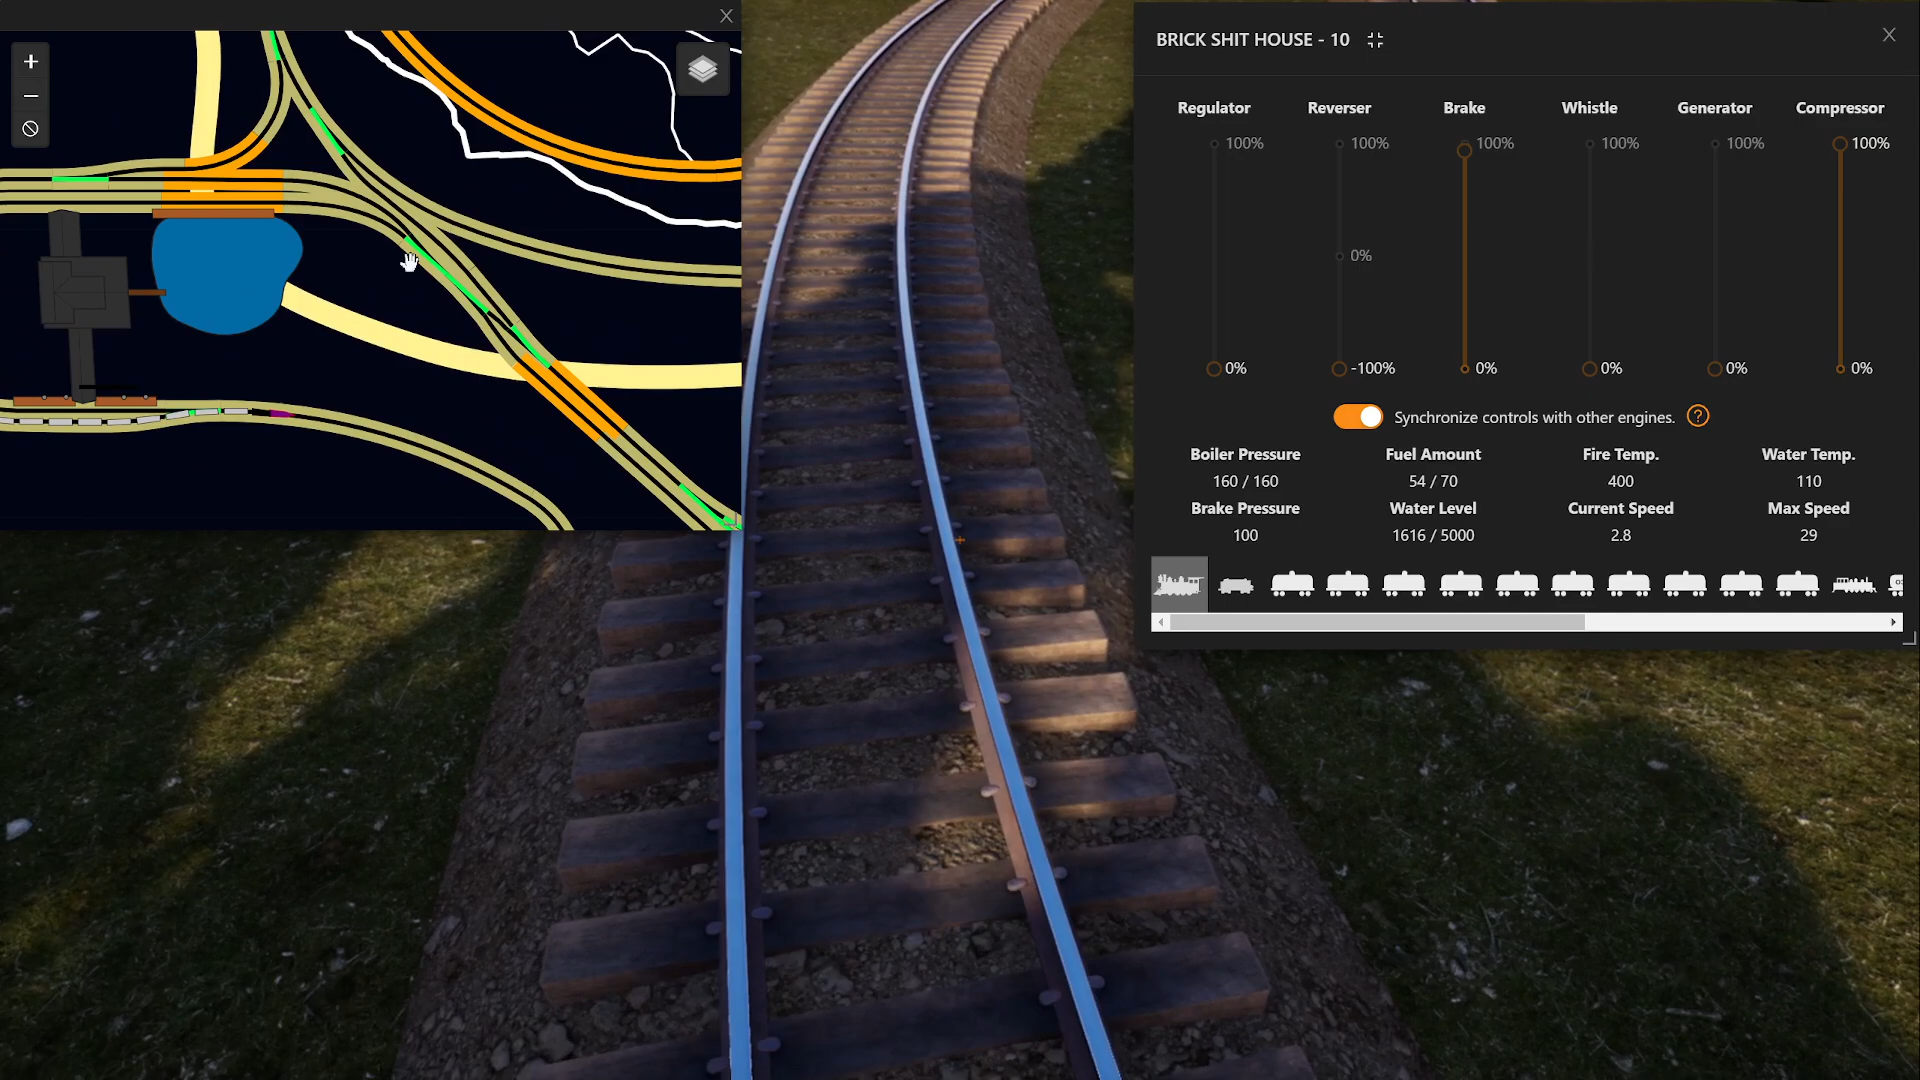 X
+
−
BRICK SHIT HOUSE - 10
X
Regulator Reverser Brake Whistle Generator Compressor
100% 100% 100% 100% 100% 100%
0%
0% -100% 0% 0% 0% 0%
Synchronize controls with other engines. ?
Boiler Pressure Fuel Amount Fire Temp. Water Temp.
160 / 160 54 / 70 400 110
Brake Pressure Water Level Current Speed Max Speed
100 1616 / 5000 2.8 29